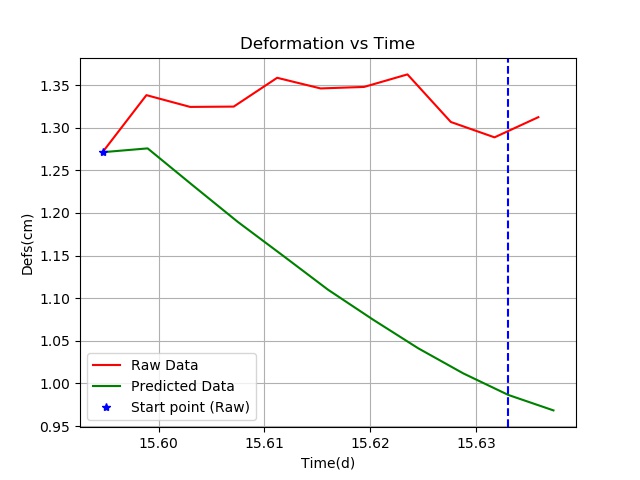 Deformation vs Time
Defs(cm)
1.35
1.30
1.25
1.20
1.15
1.10
1.05
1.00
0.95
Raw Data
Predicted Data
Start point (Raw)
15.60
15.61
15.62
15.63
Time(d)